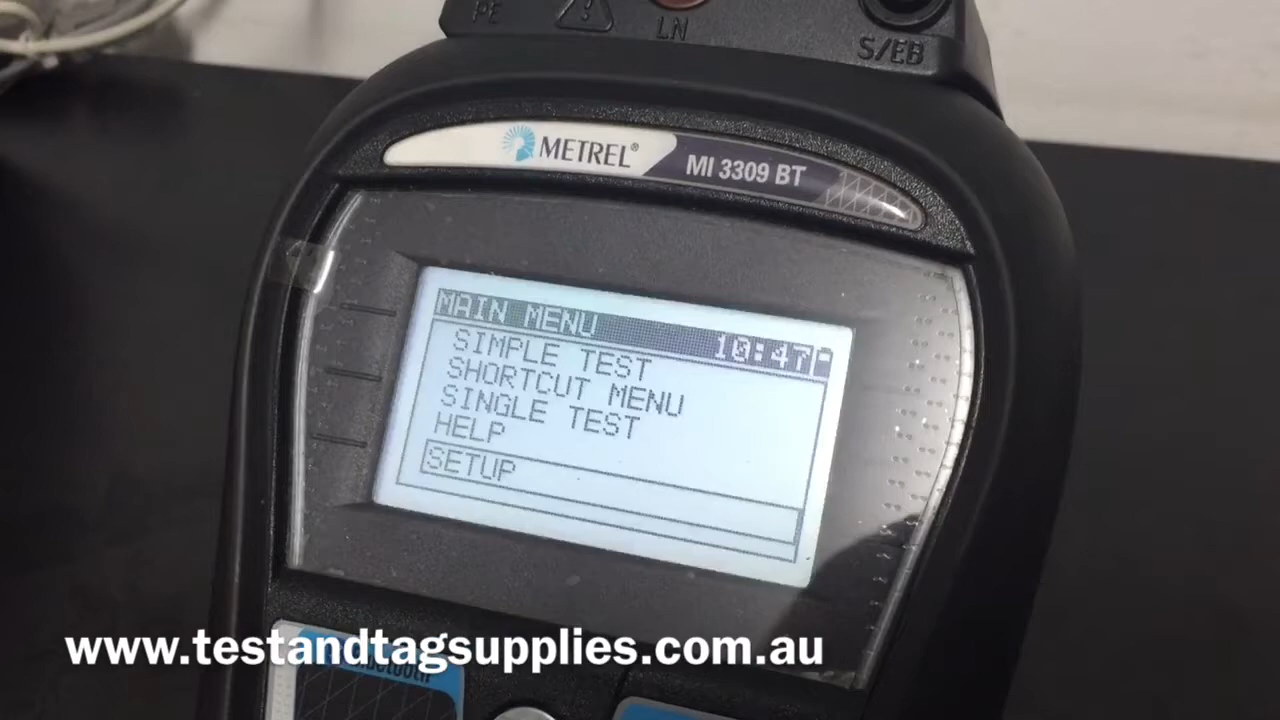 PE
LN
S/EB
METREL®
MI 3309 BT
MAIN MENU 10:47
SIMPLE TEST
SHORTCUT MENU
SINGLE TEST
HELP
SETUP
www.testandtagsupplies.com.au